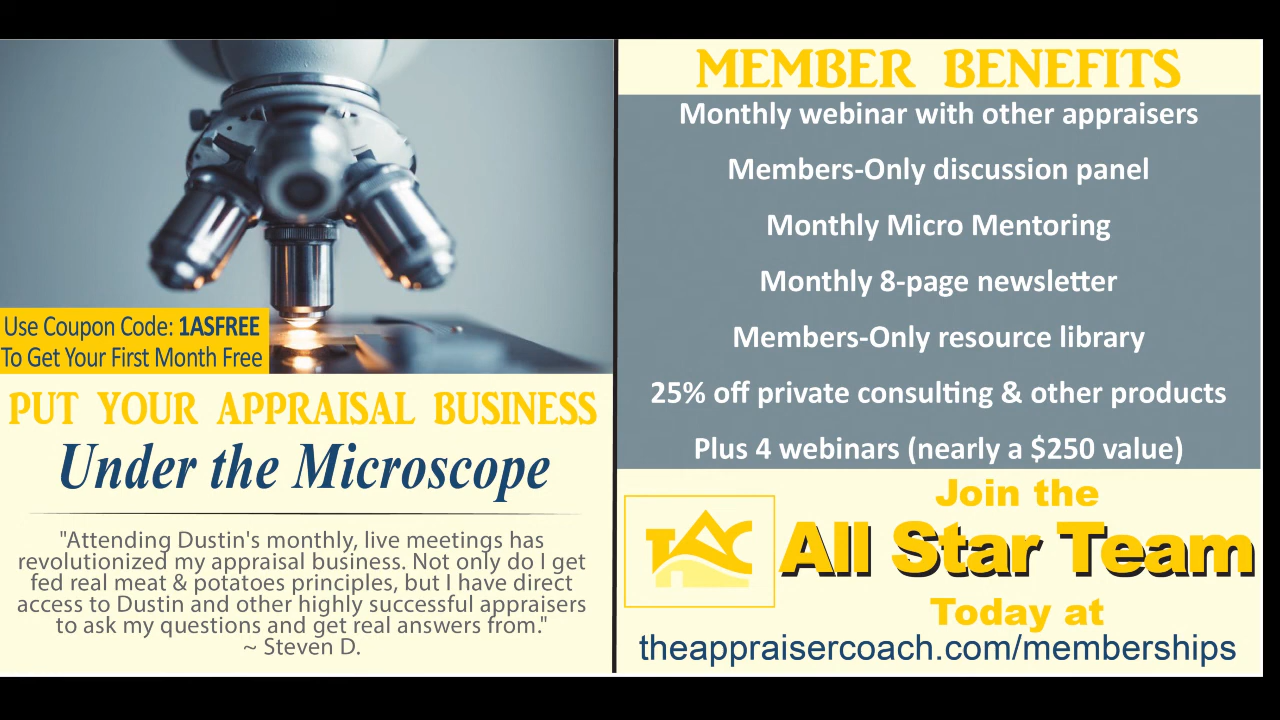 Use Coupon Code: 1ASFREE
To Get Your First Month Free
PUT YOUR APPRAISAL BUSINESS
Under the Microscope
"Attending Dustin's monthly, live meetings has
revolutionized my appraisal business. Not only do I get
fed real meat & potatoes principles, but I have direct
access to Dustin and other highly successful appraisers
to ask my questions and get real answers from."
~ Steven D.
MEMBER BENEFITS
Monthly webinar with other appraisers
Members-Only discussion panel
Monthly Micro Mentoring
Monthly 8-page newsletter
Members-Only resource library
25% off private consulting & other products
Plus 4 webinars (nearly a $250 value)
TAC
Join the
All Star Team
Today at
theappraisercoach.com/memberships